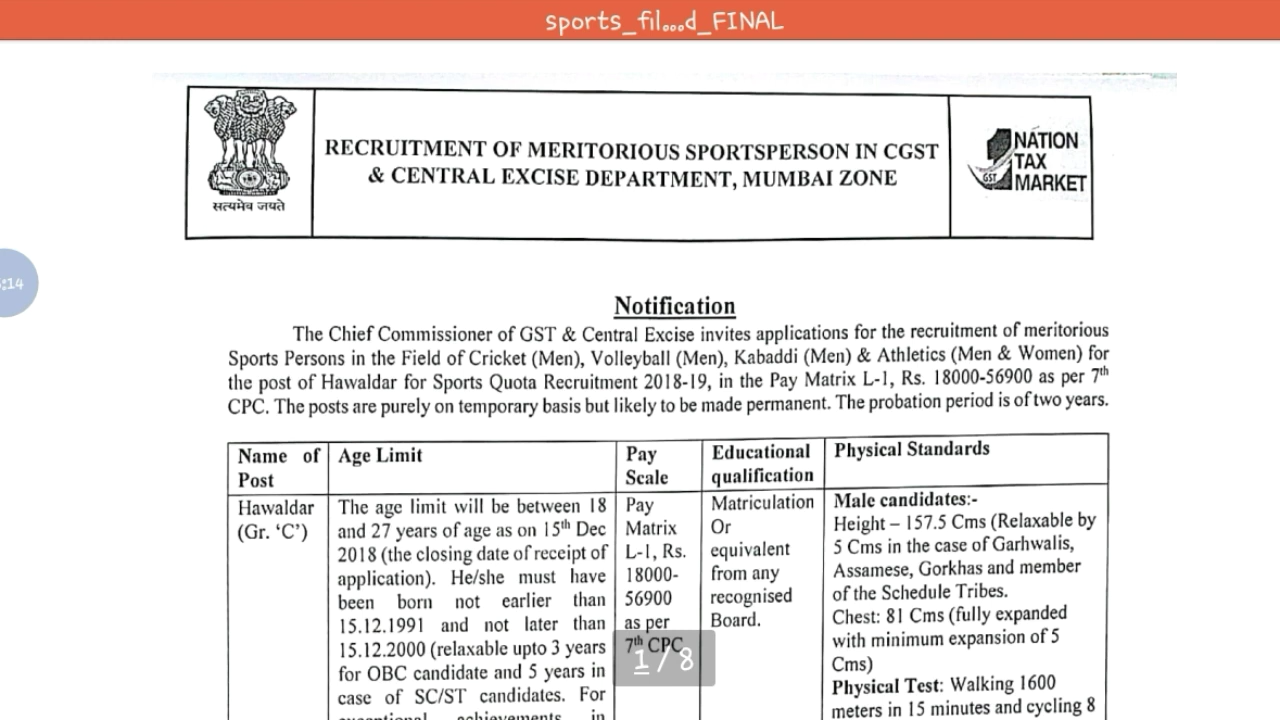 sports_fil...d_FINAL
RECRUITMENT OF MERITORIOUS SPORTSPERSON IN CGST
& CENTRAL EXCISE DEPARTMENT, MUMBAI ZONE
सत्यमेव जयते
NATION
TAX
MARKET
GST
:14
Notification
The Chief Commissioner of GST & Central Excise invites applications for the recruitment of meritorious
Sports Persons in the Field of Cricket (Men), Volleyball (Men), Kabaddi (Men) & Athletics (Men & Women) for
the post of Hawaldar for Sports Quota Recruitment 2018-19, in the Pay Matrix L-1, Rs. 18000-56900 as per 7th
CPC. The posts are purely on temporary basis but likely to be made permanent. The probation period is of two years.
Name of
Post
Age Limit
Pay
Scale
Educational
qualification
Physical Standards
Hawaldar
(Gr. ‘C’)
The age limit will be between 18
and 27 years of age as on 15th Dec
2018 (the closing date of receipt of
application). He/she must have
been born not earlier than
15.12.1991 and not later than
15.12.2000 (relaxable upto 3 years
for OBC candidate and 5 years in
case of SC/ST candidates. For
exceptional achievements in
Pay
Matrix
L-1, Rs.
18000-
56900
as per
7th CPC
Matriculation
Or
equivalent
from any
recognised
Board.
Male candidates:-
Height – 157.5 Cms (Relaxable by
5 Cms in the case of Garhwalis,
Assamese, Gorkhas and member
of the Schedule Tribes.
Chest: 81 Cms (fully expanded
with minimum expansion of 5
Cms)
Physical Test: Walking 1600
meters in 15 minutes and cycling 8
1 / 8